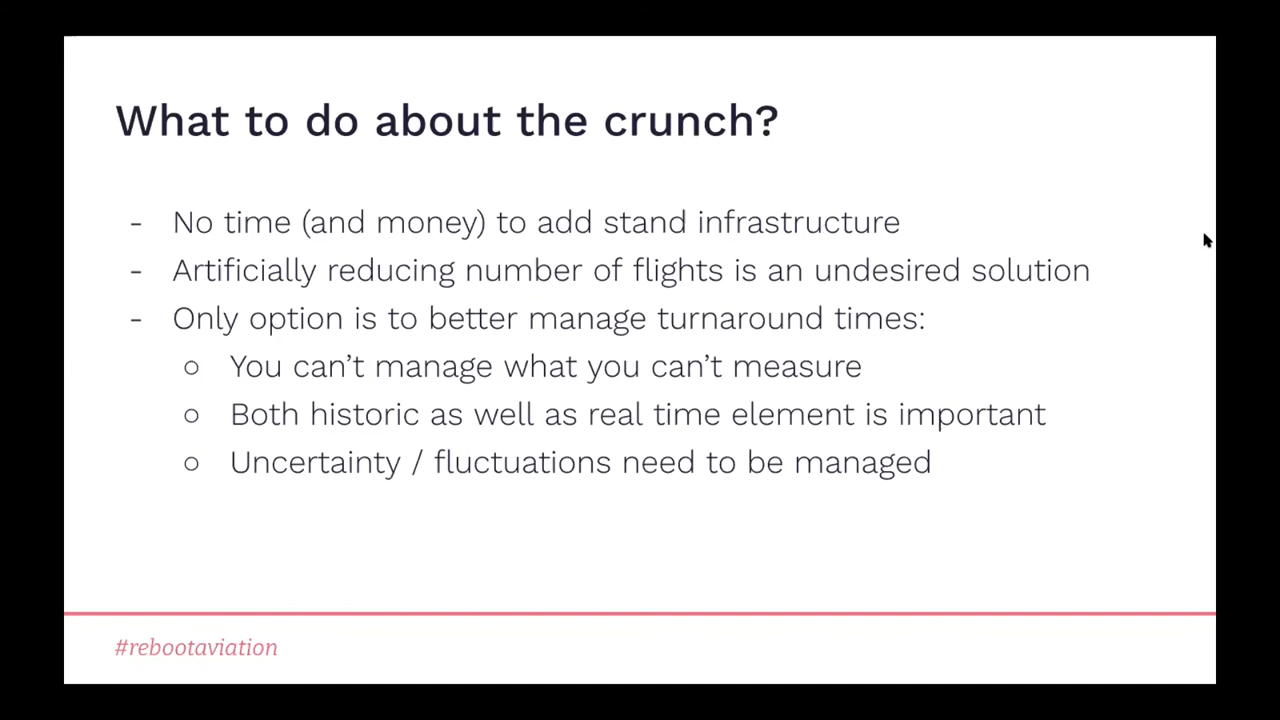 What to do about the crunch?
- No time (and money) to add stand infrastructure
- Artificially reducing number of flights is an undesired solution
- Only option is to better manage turnaround times:
○ You can’t manage what you can’t measure
○ Both historic as well as real time element is important
○ Uncertainty / fluctuations need to be managed
#rebootaviation